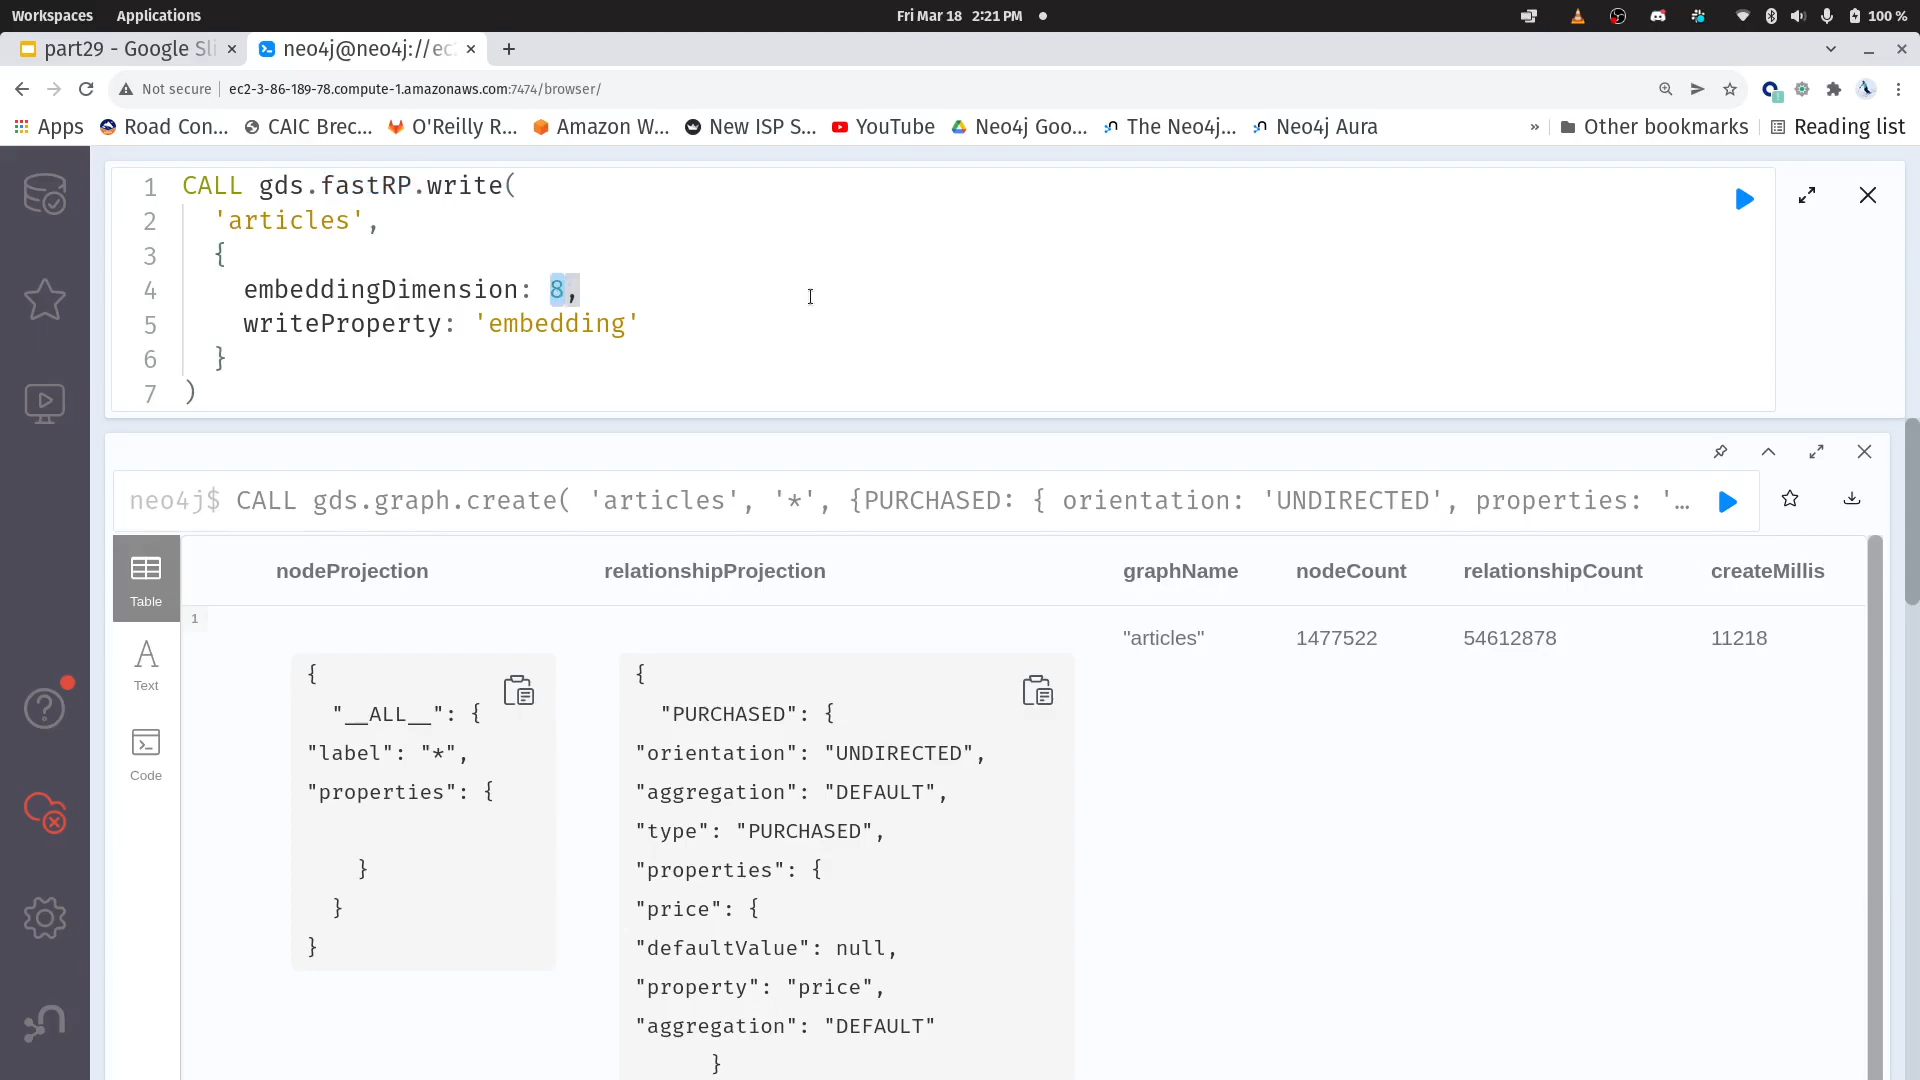 Workspaces Applications Fri Mar 18 2:21 PM 100 %
part29 - Google Sli neo4j@neo4j://ec
Not secure ec2-3-86-189-78.compute-1.amazonaws.com:7474/browser/
Apps Road Con... CAIC Brec... O'Reilly R... Amazon W... New ISP S... YouTube Neo4j Goo... The Neo4j... Neo4j Aura » Other bookmarks Reading list
1 CALL gds.fastRP.write(
2 'articles',
3 {
4 embeddingDimension: 8,
5 writeProperty: 'embedding'
6 }
7 )
neo4j$ CALL gds.graph.create( 'articles', '*', {PURCHASED: { orientation: 'UNDIRECTED', properties: '…
Table
Text
Code
nodeProjection relationshipProjection graphName nodeCount relationshipCount createMillis
1
{
"__ALL__": {
"label": "*",
"properties": {
}
}
}
{
"PURCHASED": {
"orientation": "UNDIRECTED",
"aggregation": "DEFAULT",
"type": "PURCHASED",
"properties": {
"price": {
"defaultValue": null,
"property": "price",
"aggregation": "DEFAULT"
}
"articles" 1477522 54612878 11218